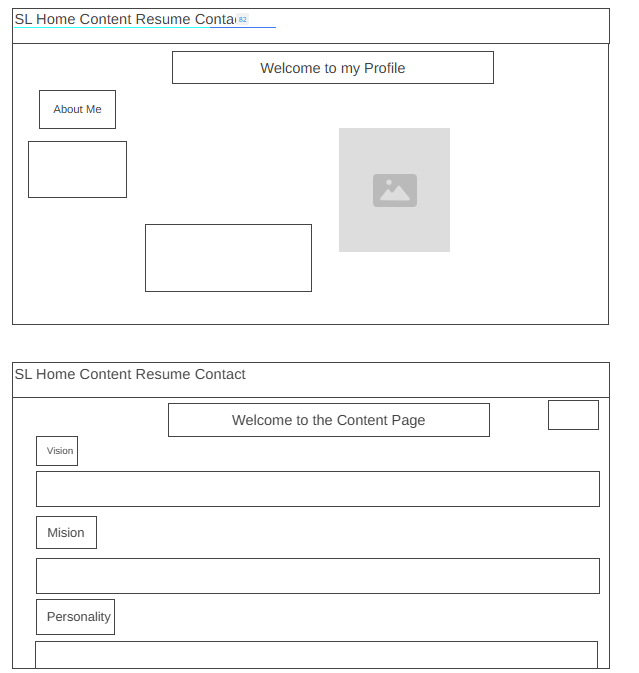 SL Home Content Resume Conta 82
Welcome to my Profile
About Me
SL Home Content Resume Contact
Welcome to the Content Page
Vision
Mision
Personality